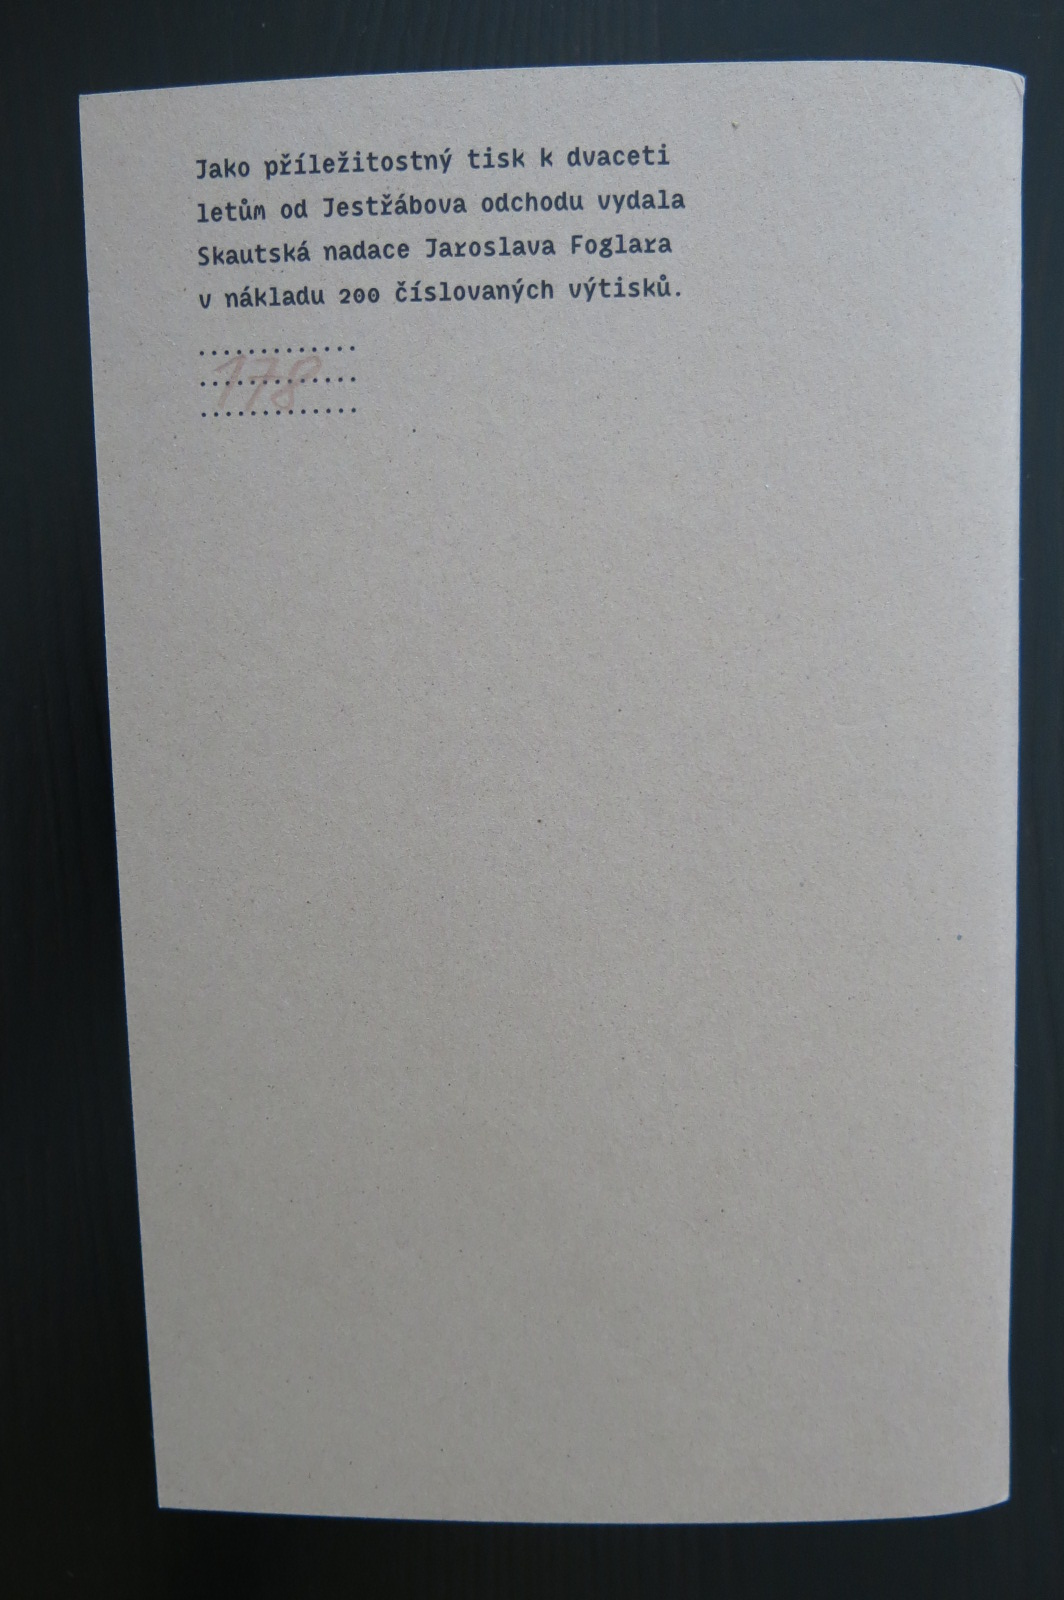 Jako příležitostný tisk k dvaceti
letům od Jestřábova odchodu vydala
Skautská nadace Jaroslava Foglara
v nákladu 200 číslovaných výtisků.
.............
178
.............
.............